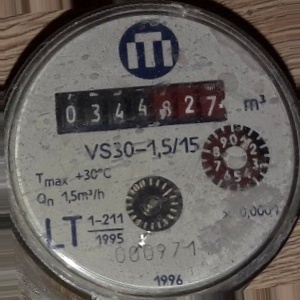 0344827 m³
VS30-1,5/15
Tmax +30°C
Qn 1,5m³/h
x 0,0001
100
LT 1-211
1995
000971
1996